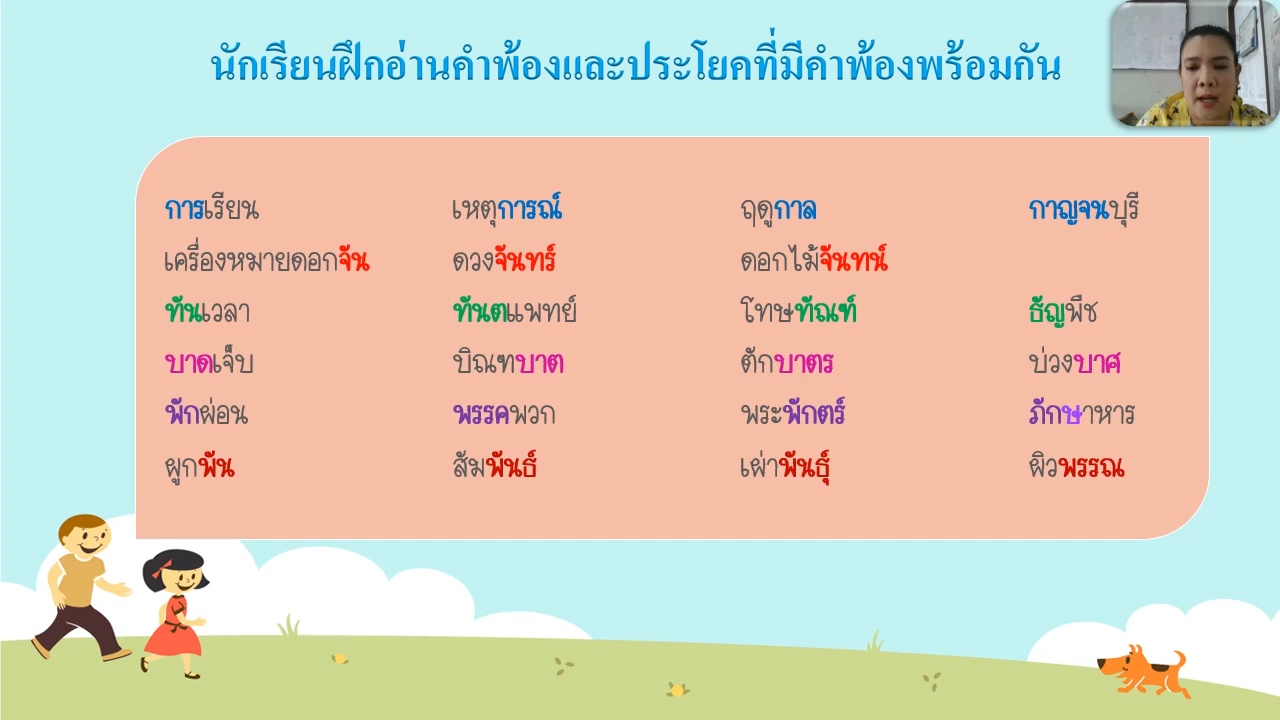 นักเรียนฝึกอ่านคำพ้องและประโยคที่มีคำพ้องพร้อมกัน
การเรียน เหตุการณ์ ฤดูกาล กาญจนบุรี
เครื่องหมายดอกจัน ดวงจันทร์ ดอกไม้จันทน์
ทันเวลา ทันตแพทย์ โทษทัณฑ์ ธัญพืช
บาดเจ็บ บิณฑบาต ตักบาตร บ่วงบาศ
พักผ่อน พรรคพวก พระพักตร์ ภักษาหาร
ผูกพัน สัมพันธ์ เผ่าพันธุ์ ผิวพรรณ